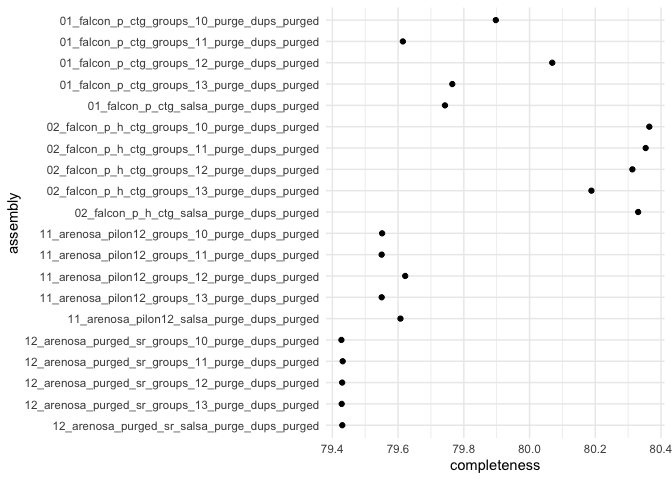 01_falcon_p_ctg_groups_10_purge_dups_purged
01_falcon_p_ctg_groups_11_purge_dups_purged
01_falcon_p_ctg_groups_12_purge_dups_purged
01_falcon_p_ctg_groups_13_purge_dups_purged
01_falcon_p_ctg_salsa_purge_dups_purged
02_falcon_p_h_ctg_groups_10_purge_dups_purged
02_falcon_p_h_ctg_groups_11_purge_dups_purged
02_falcon_p_h_ctg_groups_12_purge_dups_purged
02_falcon_p_h_ctg_groups_13_purge_dups_purged
02_falcon_p_h_ctg_salsa_purge_dups_purged
11_arenosa_pilon12_groups_10_purge_dups_purged
11_arenosa_pilon12_groups_11_purge_dups_purged
11_arenosa_pilon12_groups_12_purge_dups_purged
11_arenosa_pilon12_groups_13_purge_dups_purged
11_arenosa_pilon12_salsa_purge_dups_purged
12_arenosa_purged_sr_groups_10_purge_dups_purged
12_arenosa_purged_sr_groups_11_purge_dups_purged
12_arenosa_purged_sr_groups_12_purge_dups_purged
12_arenosa_purged_sr_groups_13_purge_dups_purged
12_arenosa_purged_sr_salsa_purge_dups_purged
assembly
79.4 79.6 79.8 80.0 80.2 80.4
completeness